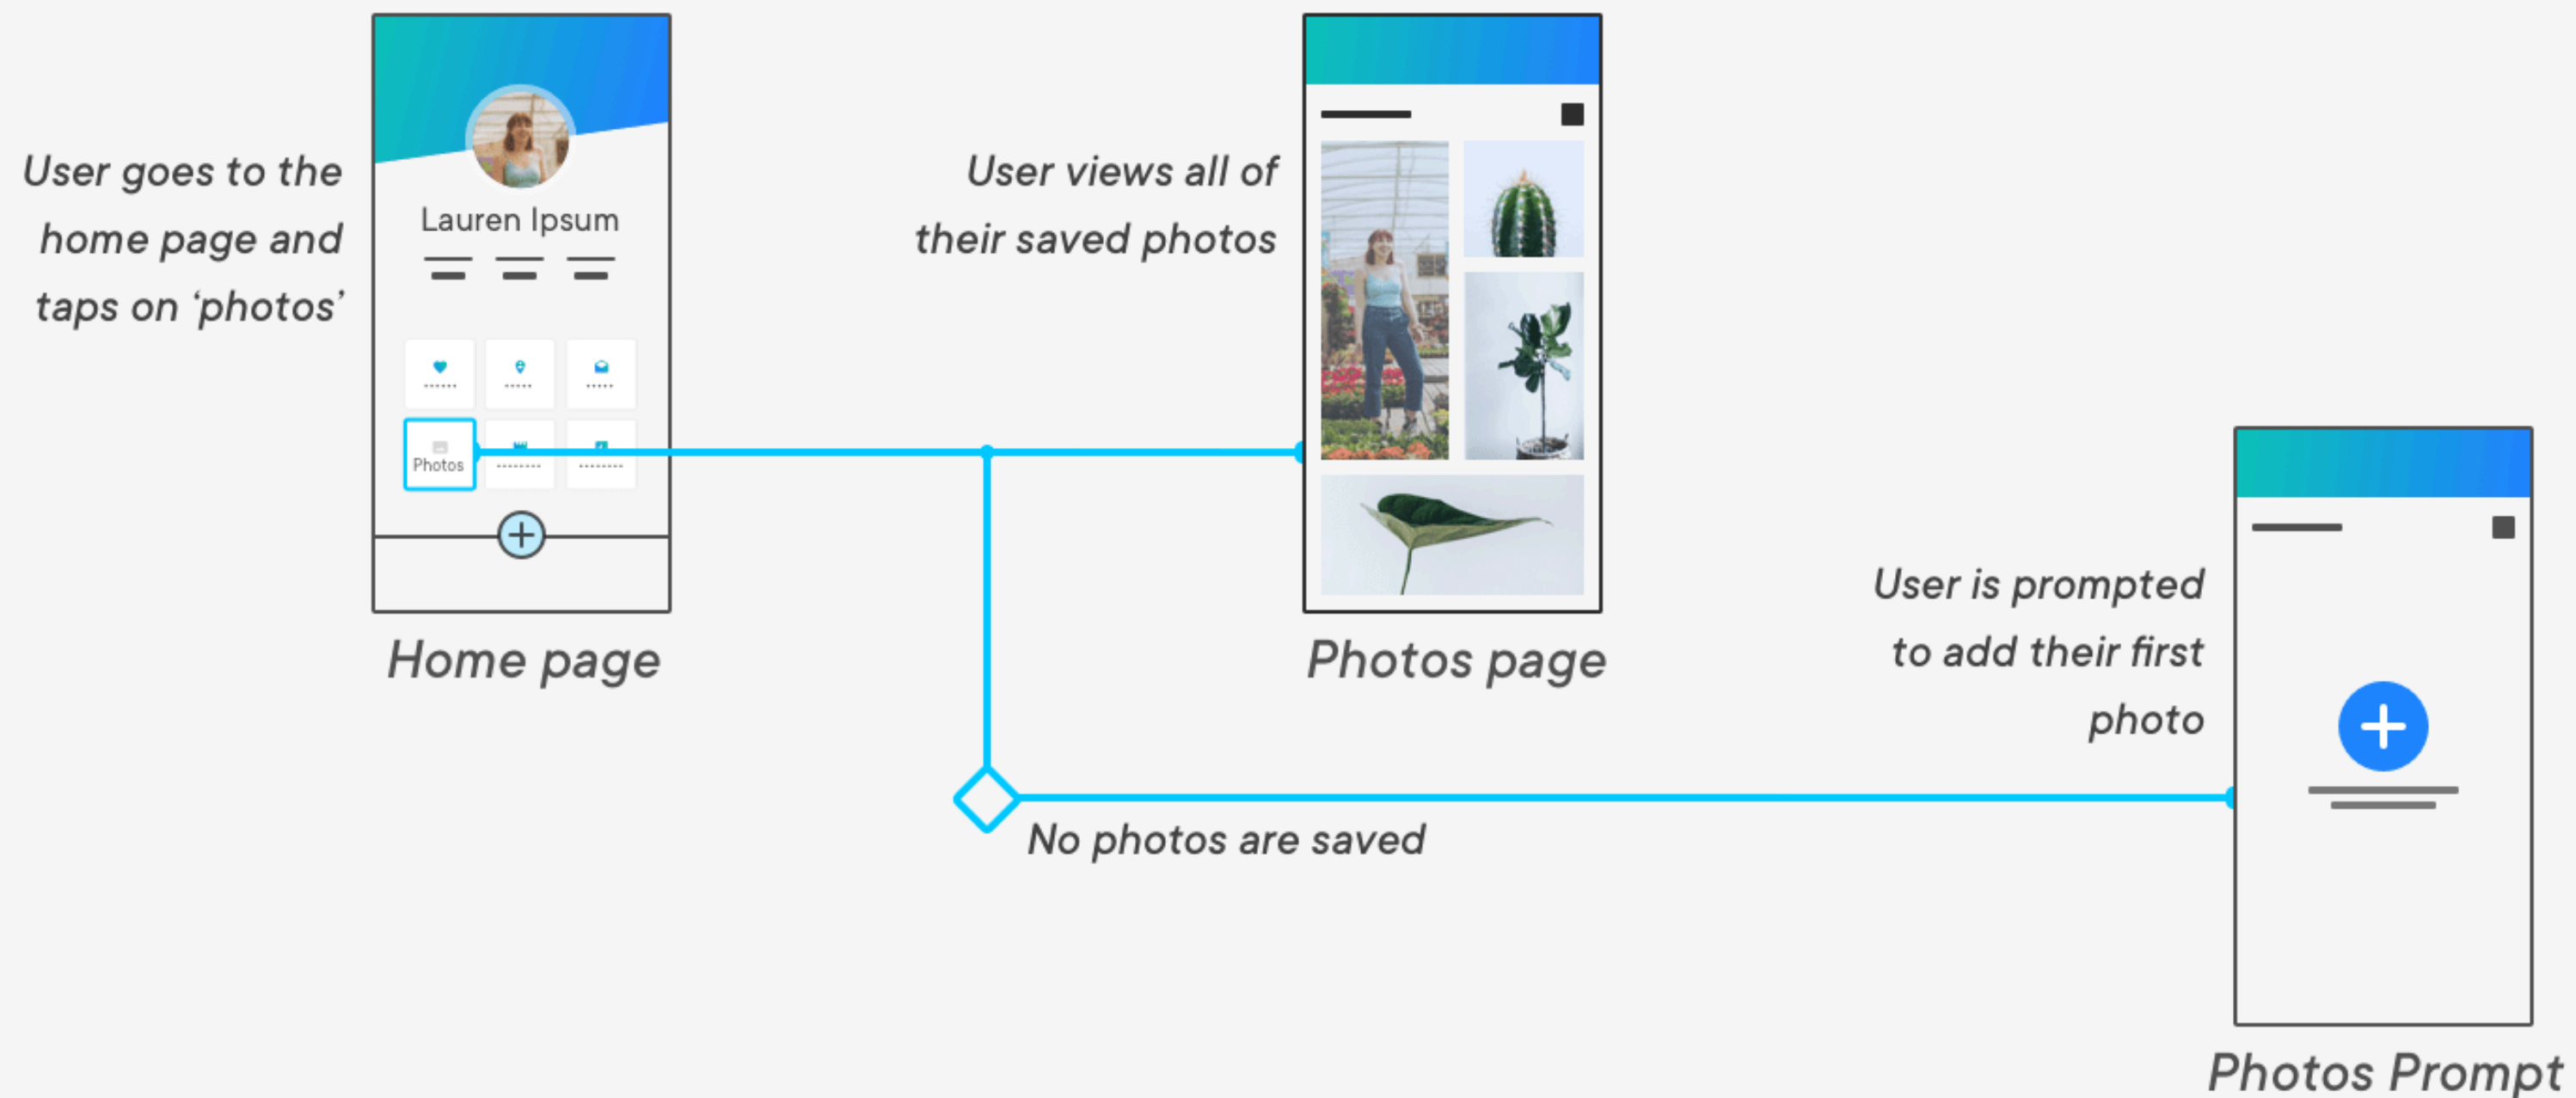 User goes to the
home page and
taps on ‘photos’
Lauren Ipsum
Photos
Home page
User views all of
their saved photos
Photos page
No photos are saved
User is prompted
to add their first
photo
Photos Prompt